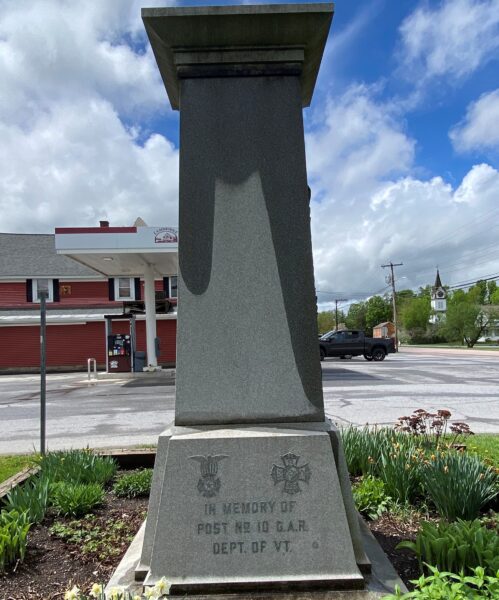 IN MEMORY OF
POST Nº 10 G.A.R.
DEPT. OF VT.